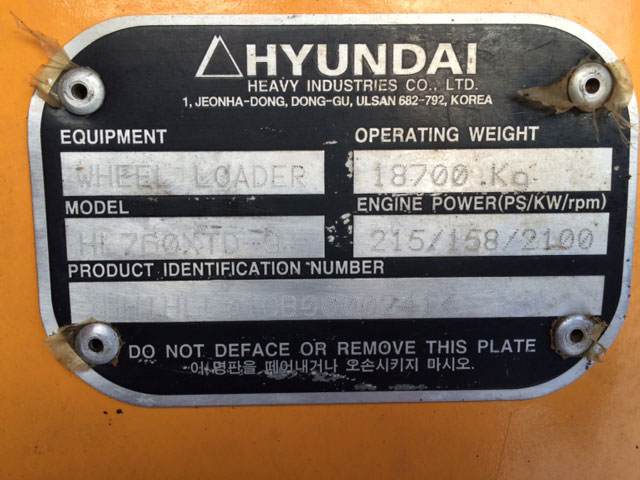 HYUNDAI
HEAVY INDUSTRIES CO., LTD.
1, JEONHA-DONG, DONG-GU, ULSAN 682-792, KOREA
EQUIPMENT
OPERATING WEIGHT
WHEEL LOADER
18700 Kg
MODEL
ENGINE POWER(PS/KW/rpm)
215/158/2100
PRODUCT IDENTIFICATION NUMBER
DO NOT DEFACE OR REMOVE THIS PLATE
이 명판을 떼어내거나 오손시키지 마시오.